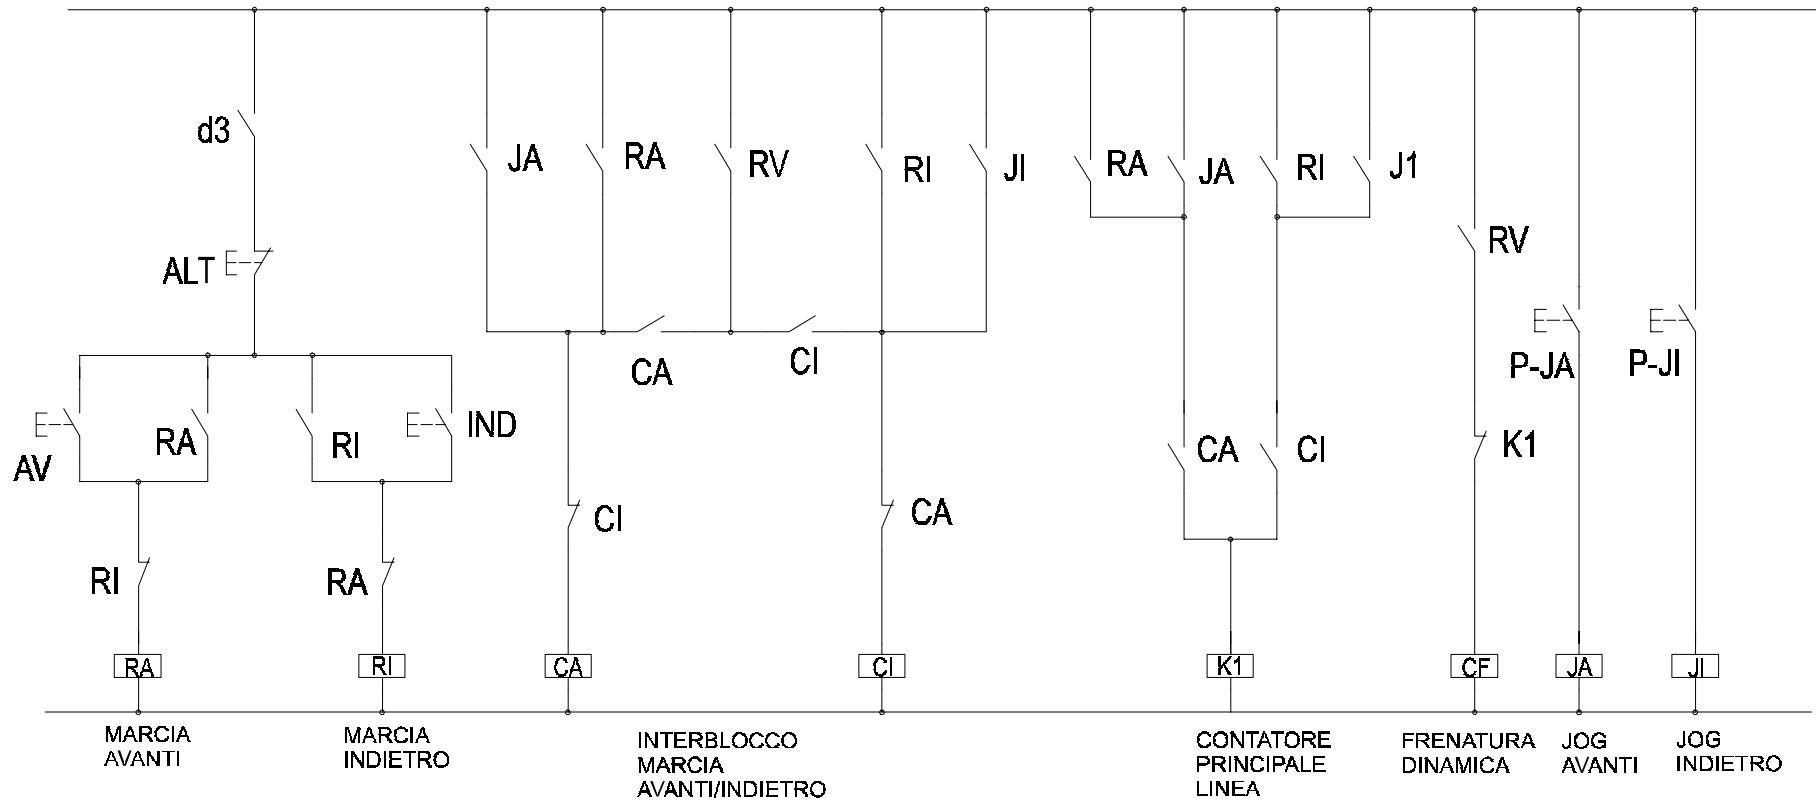 d3
JA
RA
RV
RI
JI
RA
JA
RI
J1
RV
ALT
P-JA
P-JI
CA
CI
AV
RA
RI
IND
CA
CI
K1
CI
CA
RI
RA
RA
RI
CA
CI
K1
CF
JA
JI
MARCIA
AVANTI
MARCIA
INDIETRO
INTERBLOCCO
MARCIA
AVANTI/INDIETRO
CONTATORE
PRINCIPALE
LINEA
FRENATURA
DINAMICA
JOG
AVANTI
JOG
INDIETRO